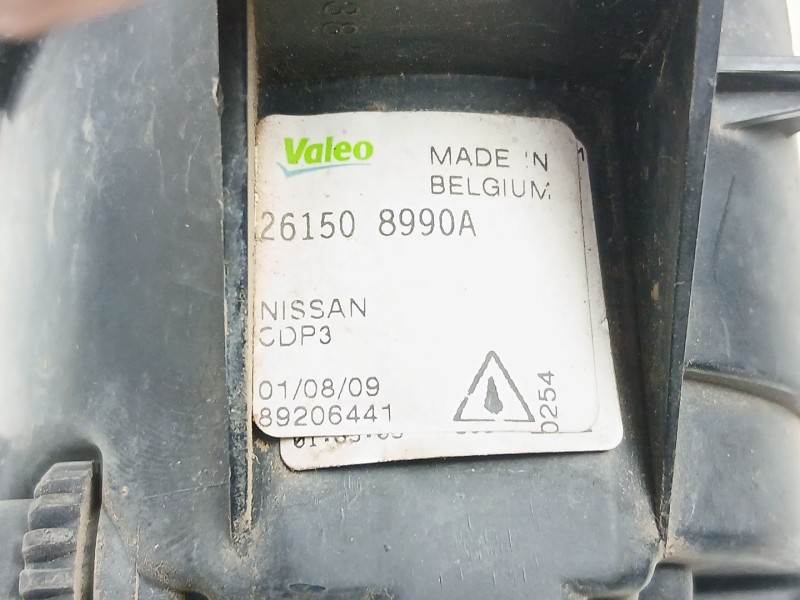 Valeo
MADE IN
BELGIUM
26150 8990A
NISSAN
CDP3
01/08/09
89206441
0254